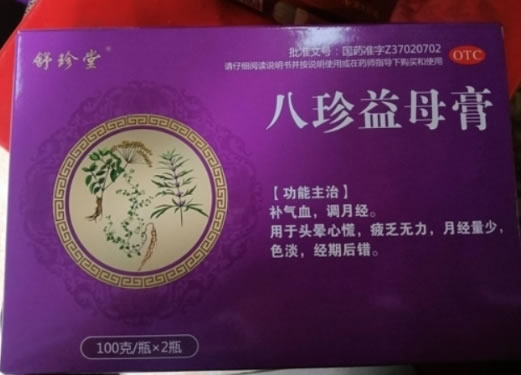 舒珍堂®
批准文号：国药准字Z37020702
请仔细阅读说明书并按说明使用或在药师指导下购买和使用
OTC
八珍益母膏
【功能主治】
补气血，调月经。
用于头晕心慌，疲乏无力，月经量少，
色淡，经期后错。
100克/瓶×2瓶